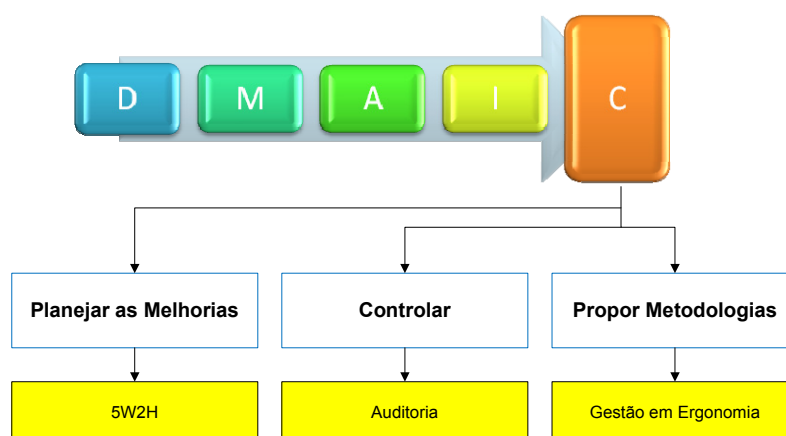 D M A I C
Planejar as Melhorias
Controlar
Propor Metodologias
5W2H
Auditoria
Gestão em Ergonomia